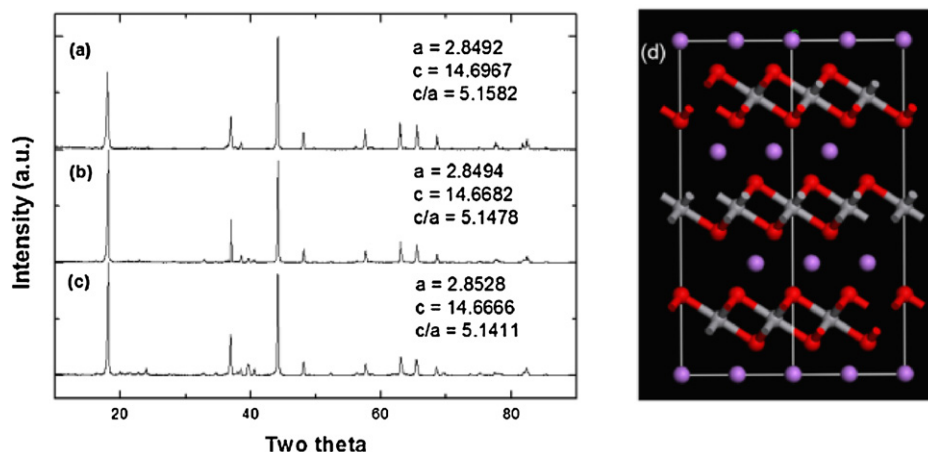 (a)
a = 2.8492
c = 14.6967
c/a = 5.1582
(b)
a = 2.8494
c = 14.6682
c/a = 5.1478
(c)
a = 2.8528
c = 14.6666
c/a = 5.1411
Intensity (a.u.)
20 40 60 80
Two theta
(d)